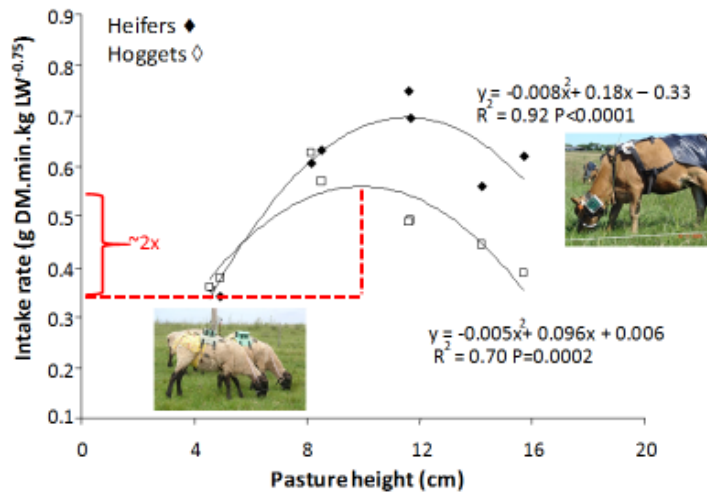 Heifers ◆
Hoggets ◇
Intake rate (g DM.min.kg LW⁻⁰·⁷⁵)
0.9
0.8
0.7
0.6
0.5
0.4
0.3
0.2
0.1
~2x
y = -0.008x²+ 0.18x – 0.33
R² = 0.92 P<0.0001
y = -0.005x²+ 0.096x + 0.006
R² = 0.70 P=0.0002
0 4 8 12 16 20
Pasture height (cm)